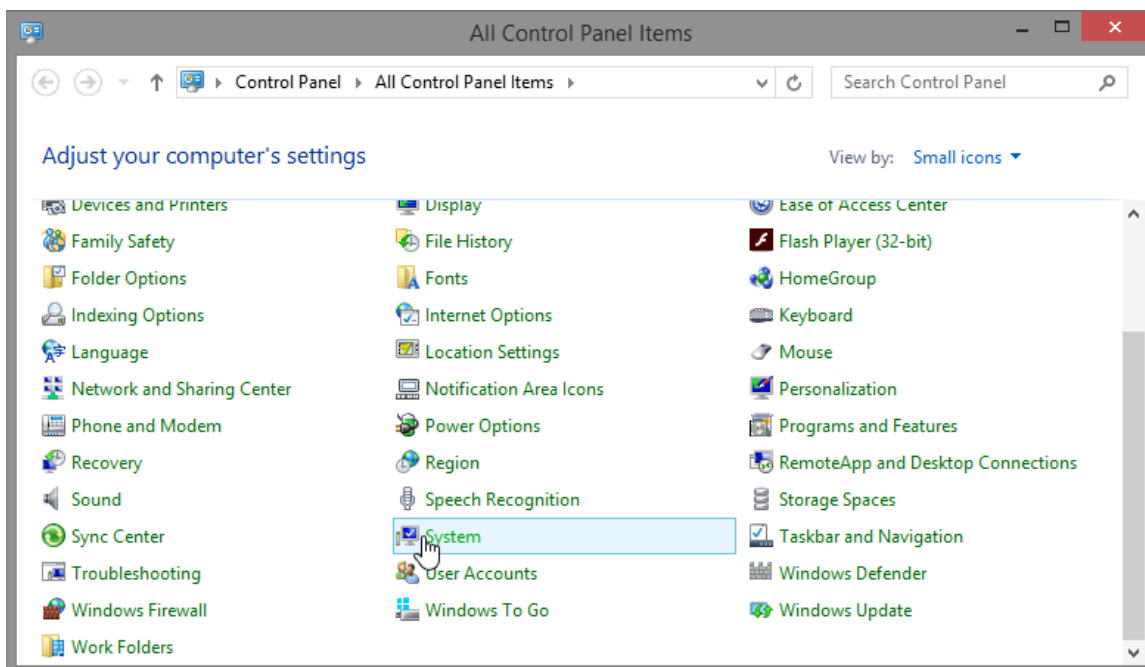 All Control Panel Items
Control Panel All Control Panel Items Search Control Panel
Adjust your computer's settings View by: Small icons
Devices and Printers Display Ease of Access Center
Family Safety File History Flash Player (32-bit)
Folder Options Fonts HomeGroup
Indexing Options Internet Options Keyboard
Language Location Settings Mouse
Network and Sharing Center Notification Area Icons Personalization
Phone and Modem Power Options Programs and Features
Recovery Region RemoteApp and Desktop Connections
Sound Speech Recognition Storage Spaces
Sync Center System Taskbar and Navigation
Troubleshooting User Accounts Windows Defender
Windows Firewall Windows To Go Windows Update
Work Folders